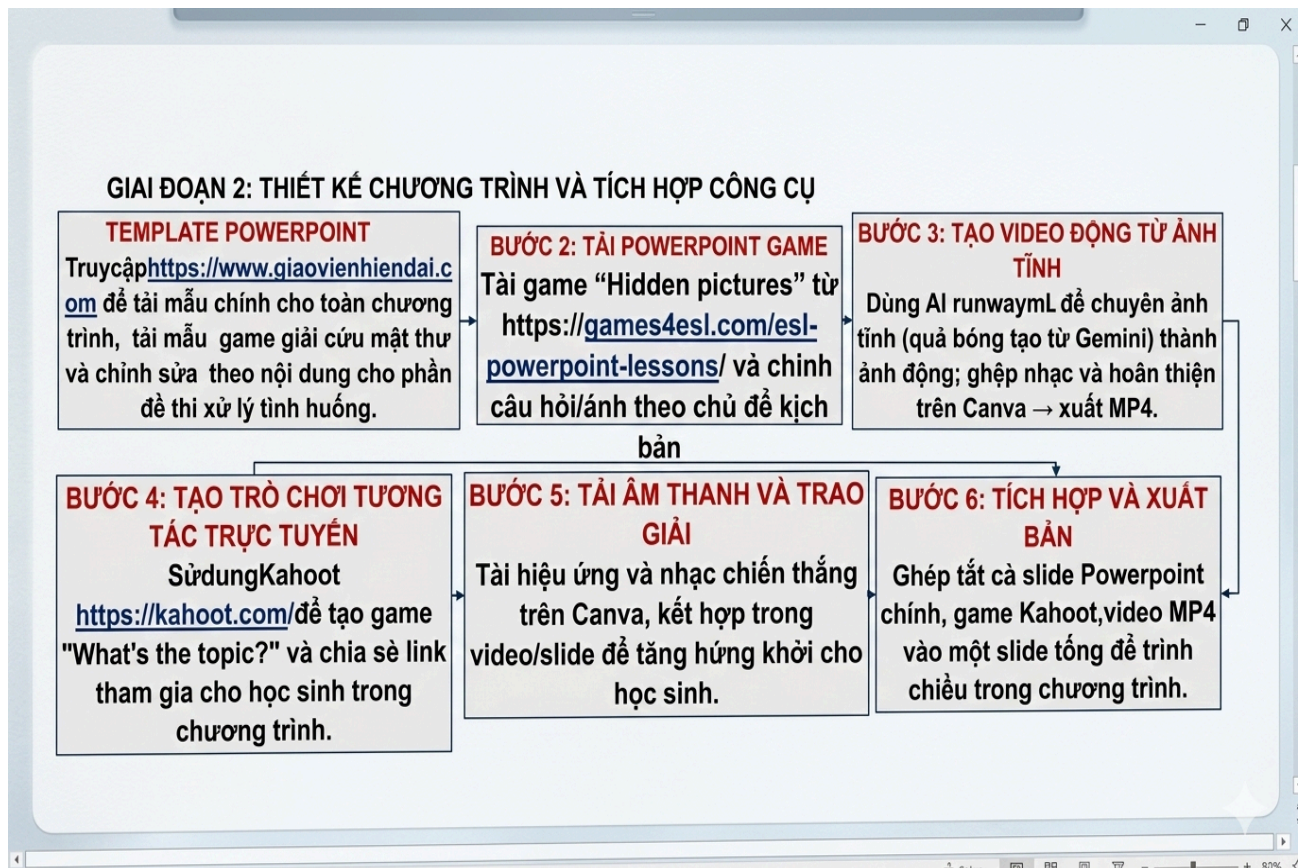 GIAI ĐOẠN 2: THIẾT KẾ CHƯƠNG TRÌNH VÀ TÍCH HỢP CÔNG CỤ
TEMPLATE POWERPOINT
Truycậphttps://www.giaovienhiendai.c
om để tải mẫu chính cho toàn chương
trình, tải mẫu game giải cứu mật thư
và chỉnh sửa theo nội dung cho phần
đề thi xử lý tình huống.
BƯỚC 2: TẢI POWERPOINT GAME
Tài game “Hidden pictures” từ
https://games4esl.com/esl-
powerpoint-lessons/ và chinh
câu hỏi/ánh theo chủ để kịch
bản
BƯỚC 3: TẠO VIDEO ĐỘNG TỪ ẢNH
TĨNH
Dùng AI runwaymL để chuyên ảnh
tĩnh (quả bóng tạo từ Gemini) thành
ảnh động; ghệp nhạc và hoân thiện
trên Canva → xuất MP4.
BƯỚC 4: TẠO TRÒ CHƠI TƯƠNG
TÁC TRỰC TUYẾN
SửdungKahoot
https://kahoot.com/để tạo game
"What's the topic?" và chia sè link
tham gia cho học sinh trong
chương trình.
BƯỚC 5: TẢI ÂM THANH VÀ TRAO
GIẢI
Tài hiệu ứng và nhạc chiến thắng
trên Canva, kết hợp trong
video/slide để tăng hứng khởi cho
học sinh.
BƯỚC 6: TÍCH HỢP VÀ XUẤT
BẢN
Ghép tắt cà slide Powerpoint
chính, game Kahoot,video MP4
vào một slide tống để trình
chiều trong chương trình.